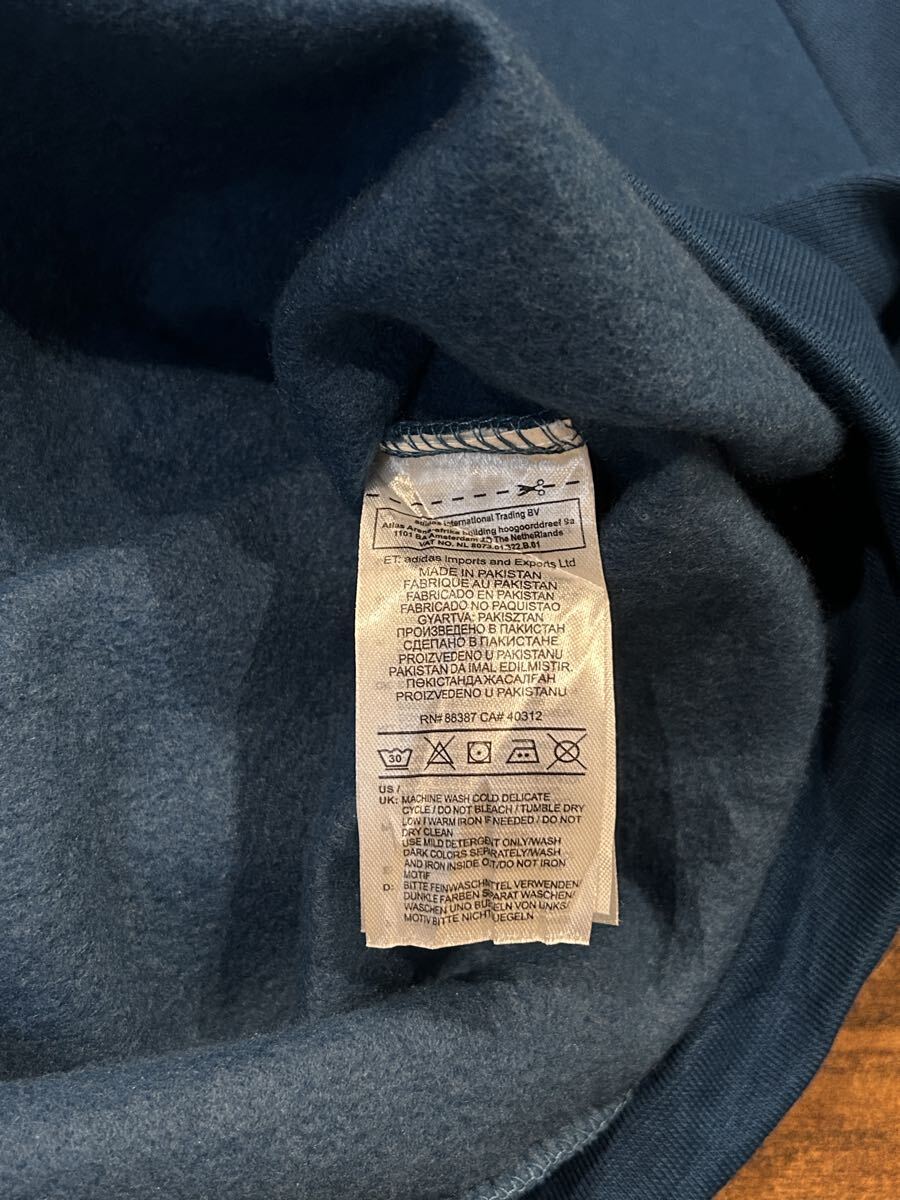 adidas International Trading BV
Atlas Arena Afrika building hoogoorddreef 9a
1101 BA Amsterdam ZO The NetheRlands
VAT NO. NL 8073.01.322.B.01
ET: adidas Imports and Exports Ltd
MADE IN PAKISTAN
FABRIQUE AU PAKISTAN
FABRICADO EN PAKISTAN
FABRICADO NO PAQUISTAO
GYARTVA: PAKISZTAN
ПРОИЗВЕДЕНО В ПАКИСТАН
СДЕЛАНО В ПАКИСТАНЕ
PROIZVEDENO U PAKISTANU
PAKISTAN DA IMAL EDILMISTIR.
ПӘКІСТАНДАЖАСАЛҒАН
PROIZVEDENO U PAKISTANU
RN# 88387 CA# 40312
30
US /
UK: MACHINE WASH COLD DELICATE
CYCLE / DO NOT BLEACH / TUMBLE DRY
LOW / WARM IRON IF NEEDED / DO NOT
DRY CLEAN
USE MILD DETERGENT ONLY/WASH
DARK COLORS SEPARATELY/WASH
AND IRON INSIDE OUT/DO NOT IRON
MOTIF
D: BITTE FEINWASCHMITTEL VERWENDEN/
DUNKLE FARBEN SEPARAT WASCHEN/
WASCHEN UND BUEGELN VON LINKS/
MOTIV BITTE NICHT BUEGELN